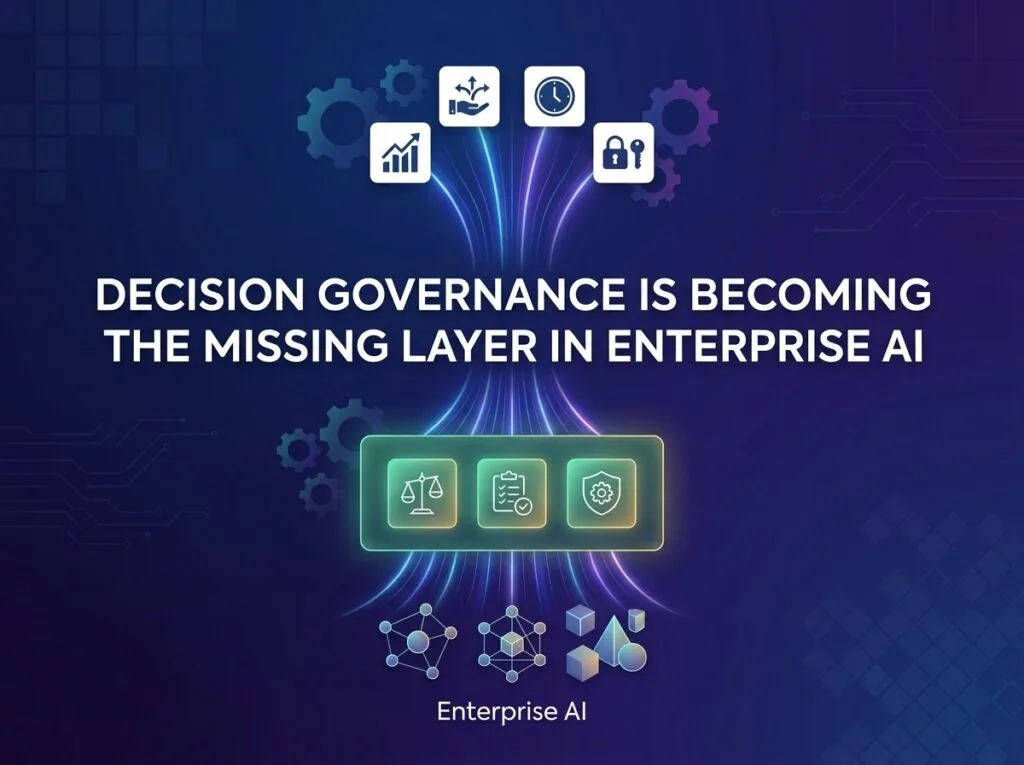 DECISION GOVERNANCE IS BECOMING
THE MISSING LAYER IN ENTERPRISE AI
Enterprise AI